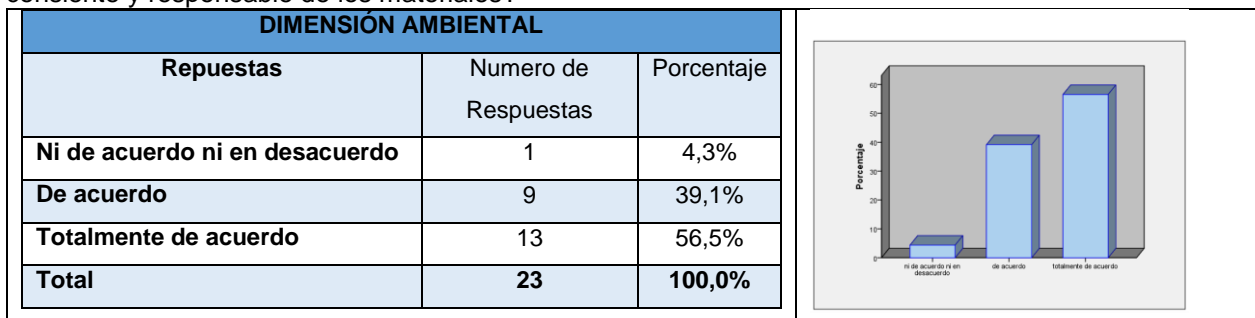 DIMENSIÓN AMBIENTAL
Repuestas Numero de Respuestas Porcentaje
Ni de acuerdo ni en desacuerdo 1 4,3%
De acuerdo 9 39,1%
Totalmente de acuerdo 13 56,5%
Total 23 100,0%
Porcentaje
60
50
40
30
20
10
0
ni de acuerdo ni en desacuerdo
de acuerdo
totalmente de acuerdo